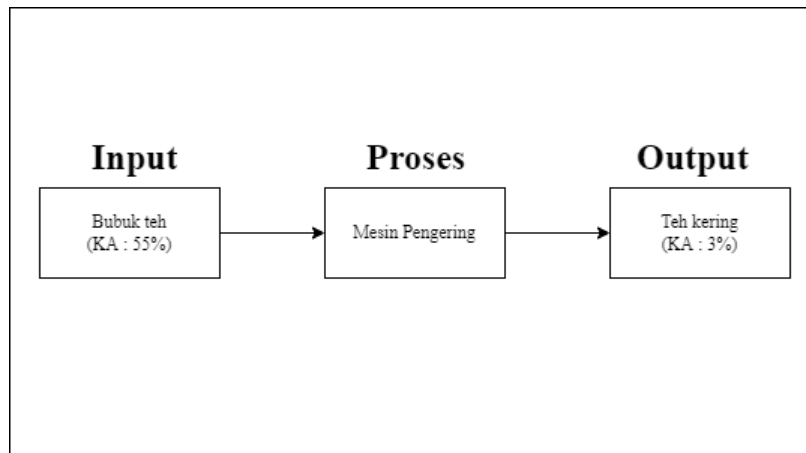 Input
Proses
Output
Bubuk teh
(KA : 55%)
Mesin Pengering
Teh kering
(KA : 3%)